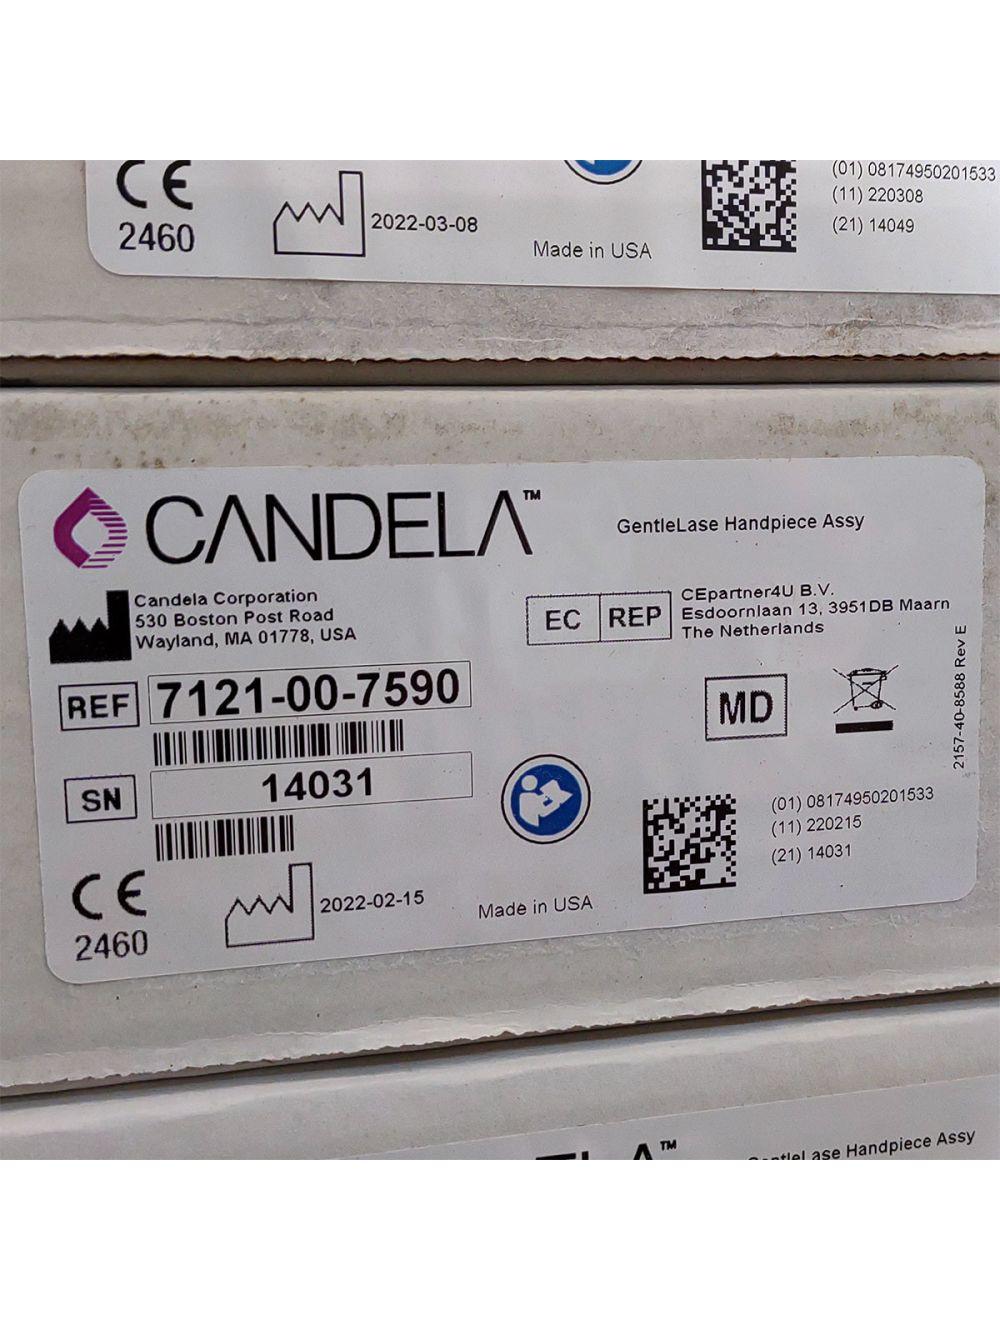 CE
2460
2022-03-08
Made in USA
(01) 08174950201533
(11) 220308
(21) 14049
CANDELA™
GentleLase Handpiece Assy
Candela Corporation
530 Boston Post Road
Wayland, MA 01778, USA
EC REP
CEpartner4U B.V.
Esdoornlaan 13, 3951DB Maarn
The Netherlands
REF 7121-00-7590
MD
2157-40-8588 Rev E
SN 14031
(01) 08174950201533
(11) 220215
(21) 14031
CE
2460
2022-02-15
Made in USA
™
GentleLase Handpiece Assy